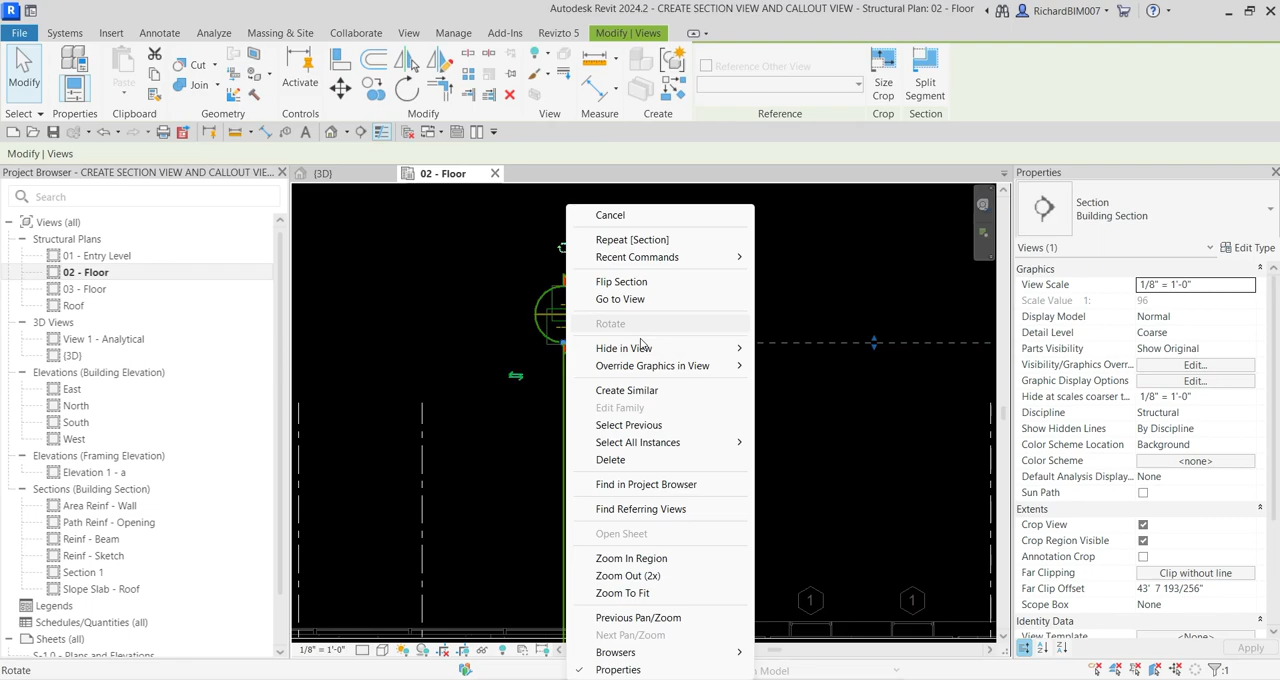 Autodesk Revit 2024.2 - CREATE SECTION VIEW AND CALLOUT VIEW - Structural Plan: 02 - Floor
RichardBIM007
File Systems Insert Annotate Analyze Massing & Site Collaborate View Manage Add-Ins Revizto 5 Modify | Views
Modify
Paste
Cut
Join
Activate
Reference Other View
Size Crop
Split Segment
Select Properties Clipboard Geometry Controls Modify View Measure Create Reference Crop Section
Modify | Views
Project Browser - CREATE SECTION VIEW AND CALLOUT VIE...
Search
Views (all)
Structural Plans
01 - Entry Level
02 - Floor
03 - Floor
Roof
3D Views
View 1 - Analytical
{3D}
Elevations (Building Elevation)
East
North
South
West
Elevations (Framing Elevation)
Elevation 1 - a
Sections (Building Section)
Area Reinf - Wall
Path Reinf - Opening
Reinf - Beam
Reinf - Sketch
Section 1
Slope Slab - Roof
Legends
Schedules/Quantities (all)
Sheets (all)
S-1.0 - Plans and Elevations
{3D}
02 - Floor
Cancel
Repeat [Section]
Recent Commands
Flip Section
Go to View
Rotate
Hide in View
Override Graphics in View
Create Similar
Edit Family
Select Previous
Select All Instances
Delete
Find in Project Browser
Find Referring Views
Open Sheet
Zoom In Region
Zoom Out (2x)
Zoom To Fit
Previous Pan/Zoom
Next Pan/Zoom
Browsers
Properties
1
1
1/8" = 1'-0"
Properties
Section
Building Section
Views (1)
Edit Type
Graphics
View Scale 1/8" = 1'-0"
Scale Value 1: 96
Display Model Normal
Detail Level Coarse
Parts Visibility Show Original
Visibility/Graphics Overr... Edit...
Graphic Display Options Edit...
Hide at scales coarser t... 1/8" = 1'-0"
Discipline Structural
Show Hidden Lines By Discipline
Color Scheme Location Background
Color Scheme <none>
Default Analysis Display... None
Sun Path
Extents
Crop View
Crop Region Visible
Annotation Crop
Far Clipping Clip without line
Far Clip Offset 43' 7 193/256"
Scope Box None
Identity Data
View Template <None>
Apply
Rotate
Model
:1